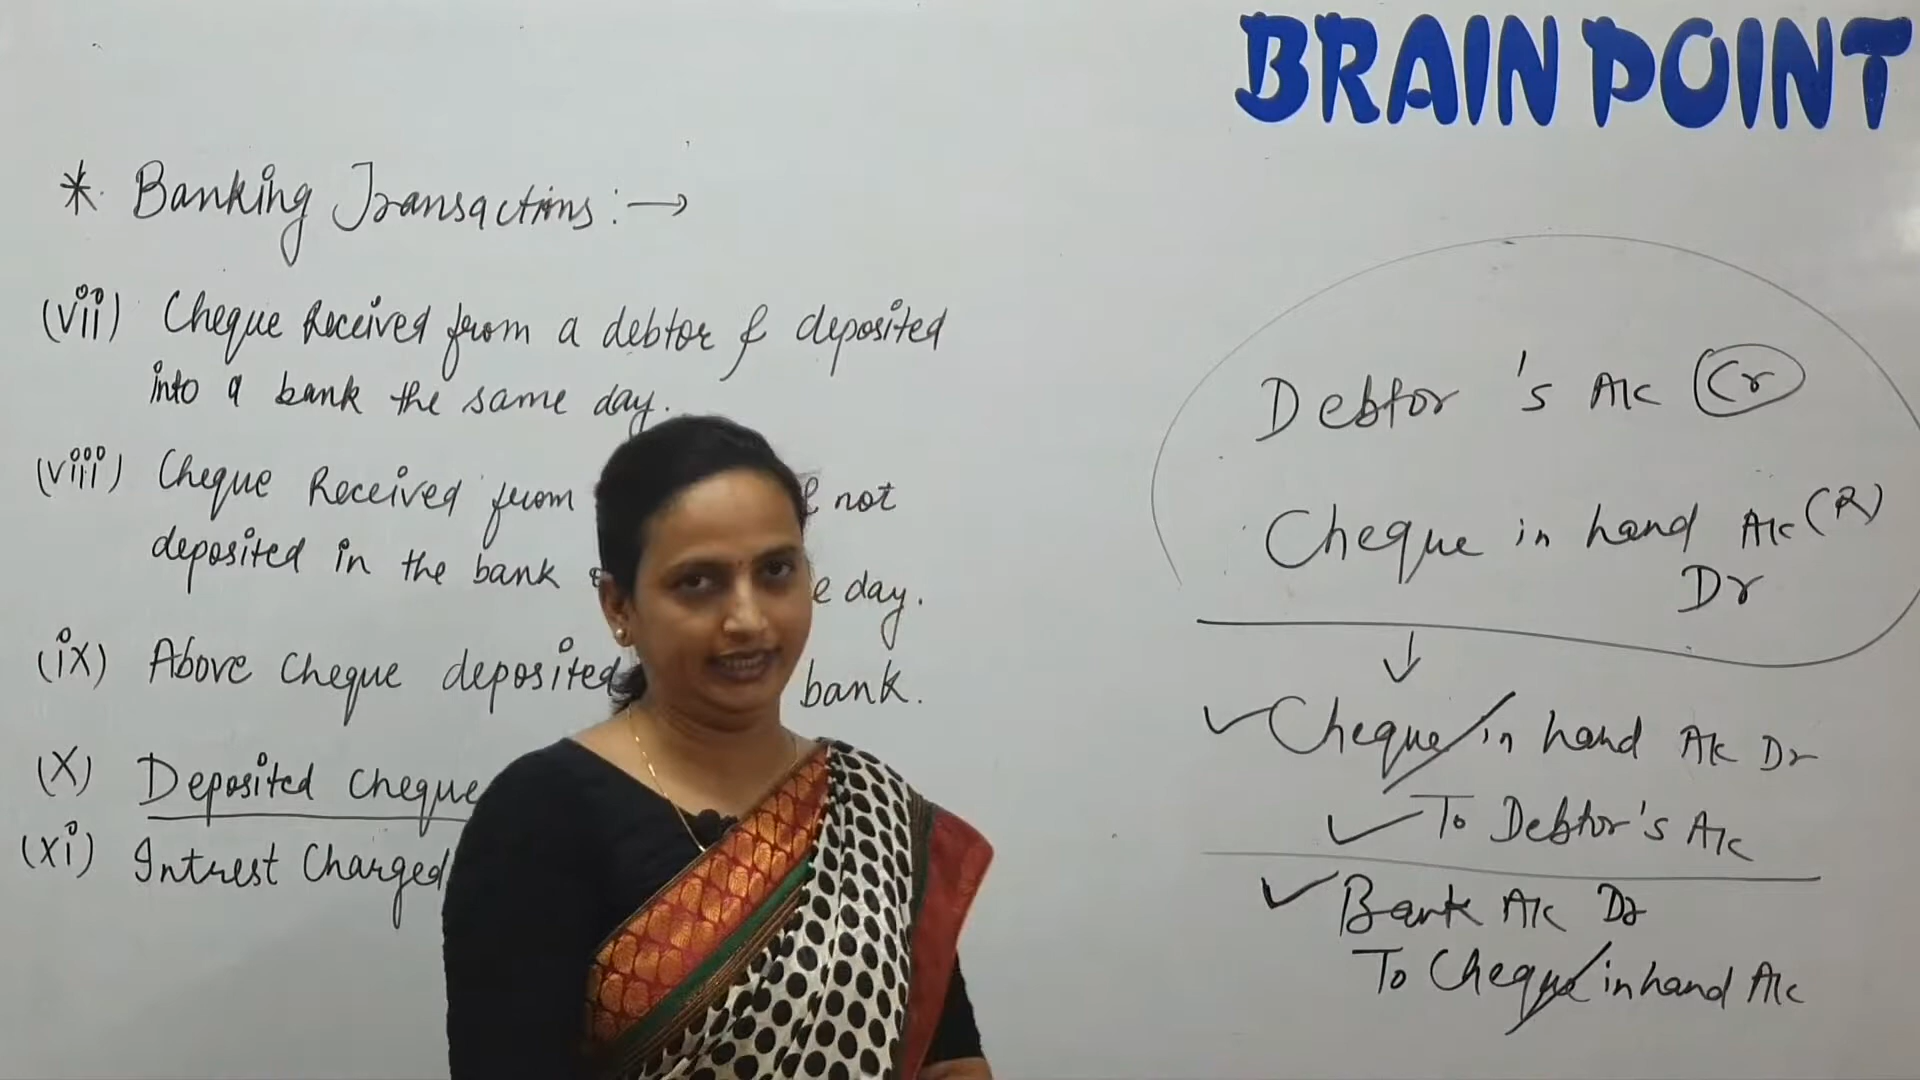 BRAIN POINT
* Banking Transactions :→
(vii) Cheque Received from a debtor & deposited
into a bank the same day.
(viii) Cheque Received from & not
deposited in the bank e day.
(ix) Above Cheque deposited bank.
(X) Deposited Cheque
(xi) Intrest Charged
Debtor 's A/c (Cr)
Cheque in hand A/c (R)
Dr
↓
✓ Cheque in hand A/c Dr
✓ To Debtor's A/c
✓ Bank A/c Dr
To Cheque in hand A/c